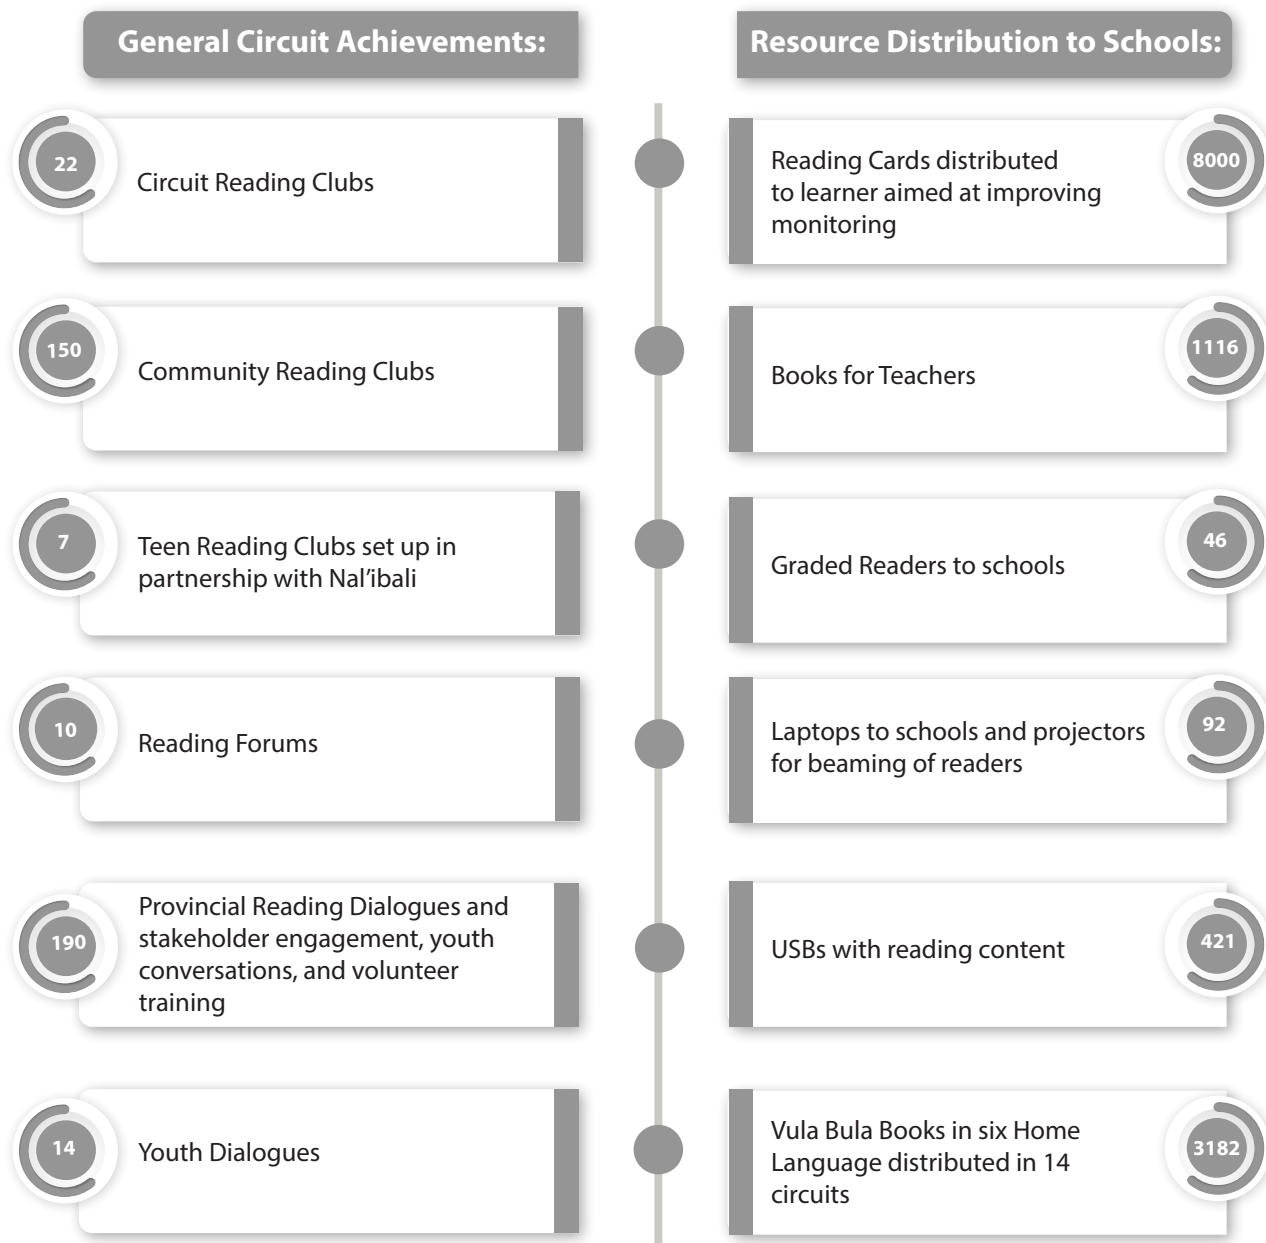 General Circuit Achievements:
22
Circuit Reading Clubs
150
Community Reading Clubs
7
Teen Reading Clubs set up in
partnership with Nal’ibali
10
Reading Forums
190
Provincial Reading Dialogues and
stakeholder engagement, youth
conversations, and volunteer
training
14
Youth Dialogues
Resource Distribution to Schools:
Reading Cards distributed
to learner aimed at improving
monitoring
8000
Books for Teachers
1116
Graded Readers to schools
46
Laptops to schools and projectors
for beaming of readers
92
USBs with reading content
421
Vula Bula Books in six Home
Language distributed in 14
circuits
3182